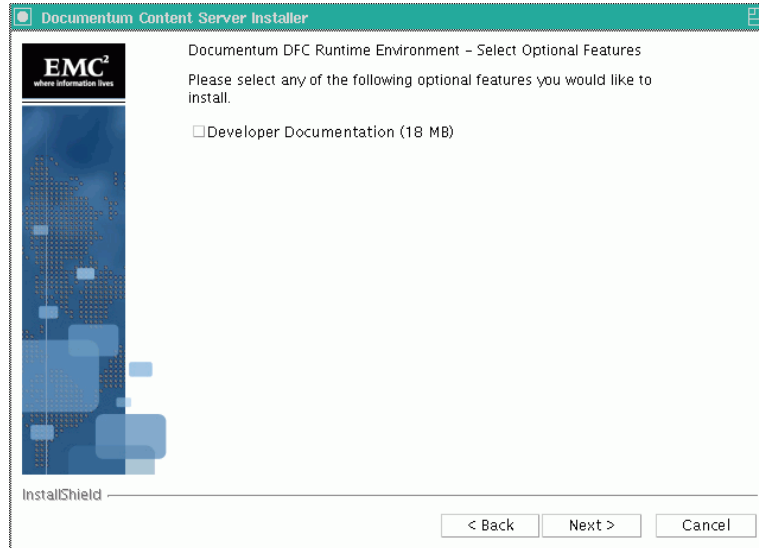 Documentum Content Server Installer
EMC²
where information lives
Documentum DFC Runtime Environment – Select Optional Features
Please select any of the following optional features you would like to
install.
Developer Documentation (18 MB)
InstallShield
< Back
Next >
Cancel